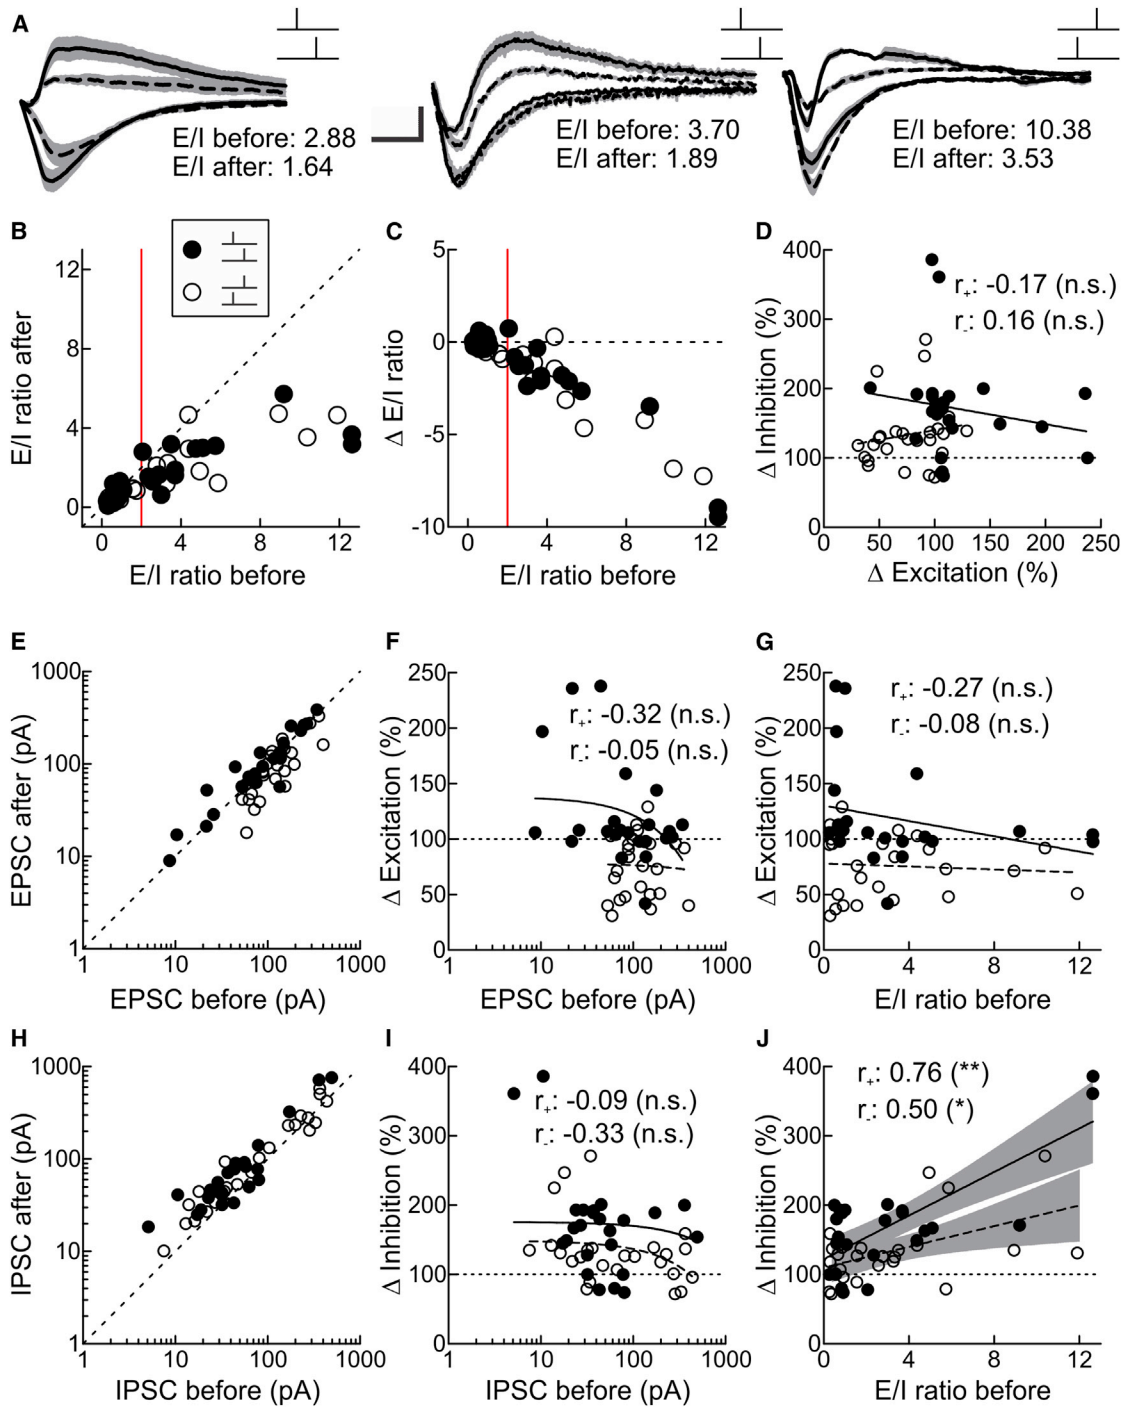 A
E/I before: 2.88
E/I after: 1.64
E/I before: 3.70
E/I after: 1.89
E/I before: 10.38
E/I after: 3.53
B
E/I ratio after
12
8
4
0
0 4 8 12
E/I ratio before
C
Δ E/I ratio
5
0
-5
-10
0 4 8 12
E/I ratio before
D
Δ Inhibition (%)
400
300
200
100
0
r+: -0.17 (n.s.)
r-: 0.16 (n.s.)
0 50 100 150 200 250
Δ Excitation (%)
E
EPSC after (pA)
1000
100
10
1
1 10 100 1000
EPSC before (pA)
F
Δ Excitation (%)
250
200
150
100
50
0
r+: -0.32 (n.s.)
r-: -0.05 (n.s.)
1 10 100 1000
EPSC before (pA)
G
Δ Excitation (%)
250
200
150
100
50
0
r+: -0.27 (n.s.)
r-: -0.08 (n.s.)
0 4 8 12
E/I ratio before
H
IPSC after (pA)
1000
100
10
1
1 10 100 1000
IPSC before (pA)
I
Δ Inhibition (%)
400
300
200
100
0
r+: -0.09 (n.s.)
r-: -0.33 (n.s.)
1 10 100 1000
IPSC before (pA)
J
Δ Inhibition (%)
400
300
200
100
0
r+: 0.76 (**)
r-: 0.50 (*)
0 4 8 12
E/I ratio before